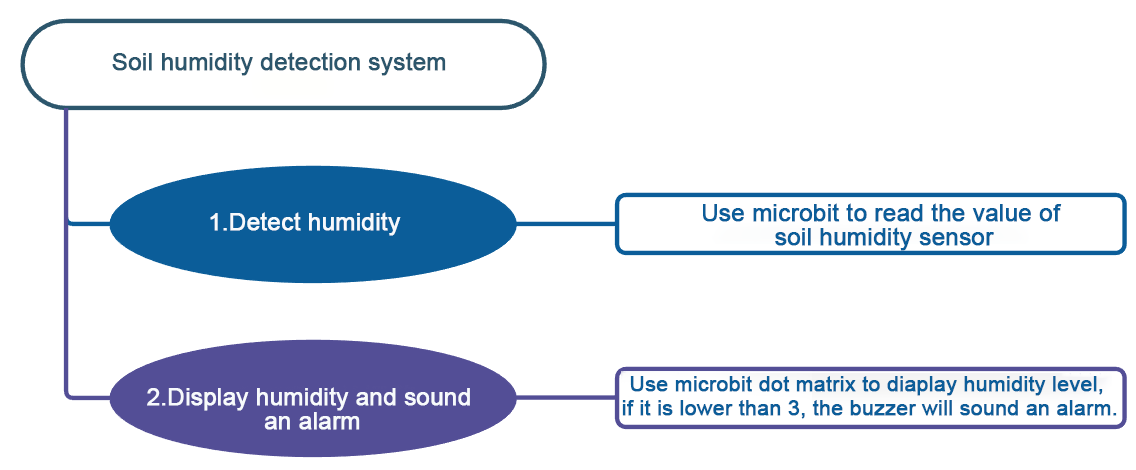 Soil humidity detection system
1.Detect humidity
Use microbit to read the value of
soil humidity sensor
2.Display humidity and sound
an alarm
Use microbit dot matrix to diaplay humidity level,
if it is lower than 3, the buzzer will sound an alarm.